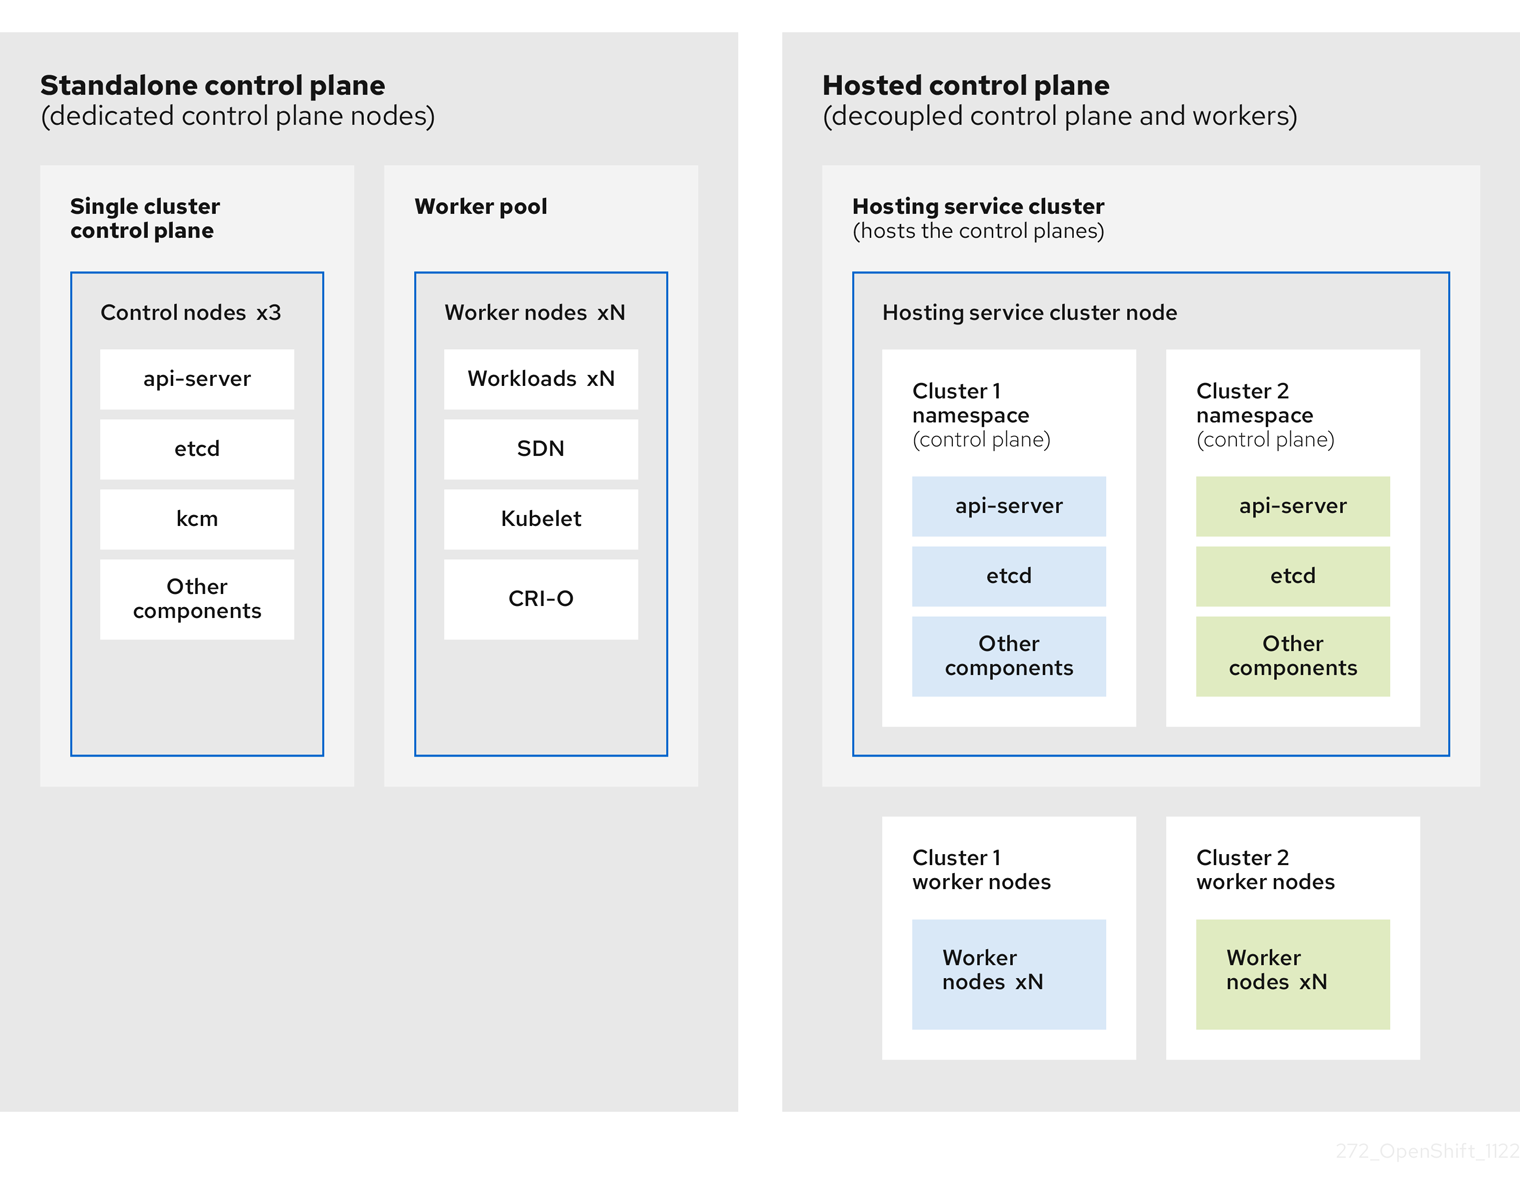 Standalone control plane
(dedicated control plane nodes)
Single cluster
control plane
Control nodes x3
api-server
etcd
kcm
Other
components
Worker pool
Worker nodes xN
Workloads xN
SDN
Kubelet
CRI-O
Hosted control plane
(decoupled control plane and workers)
Hosting service cluster
(hosts the control planes)
Hosting service cluster node
Cluster 1
namespace
(control plane)
api-server
etcd
Other
components
Cluster 2
namespace
(control plane)
api-server
etcd
Other
components
Cluster 1
worker nodes
Worker
nodes xN
Cluster 2
worker nodes
Worker
nodes xN
272_OpenShift_1122